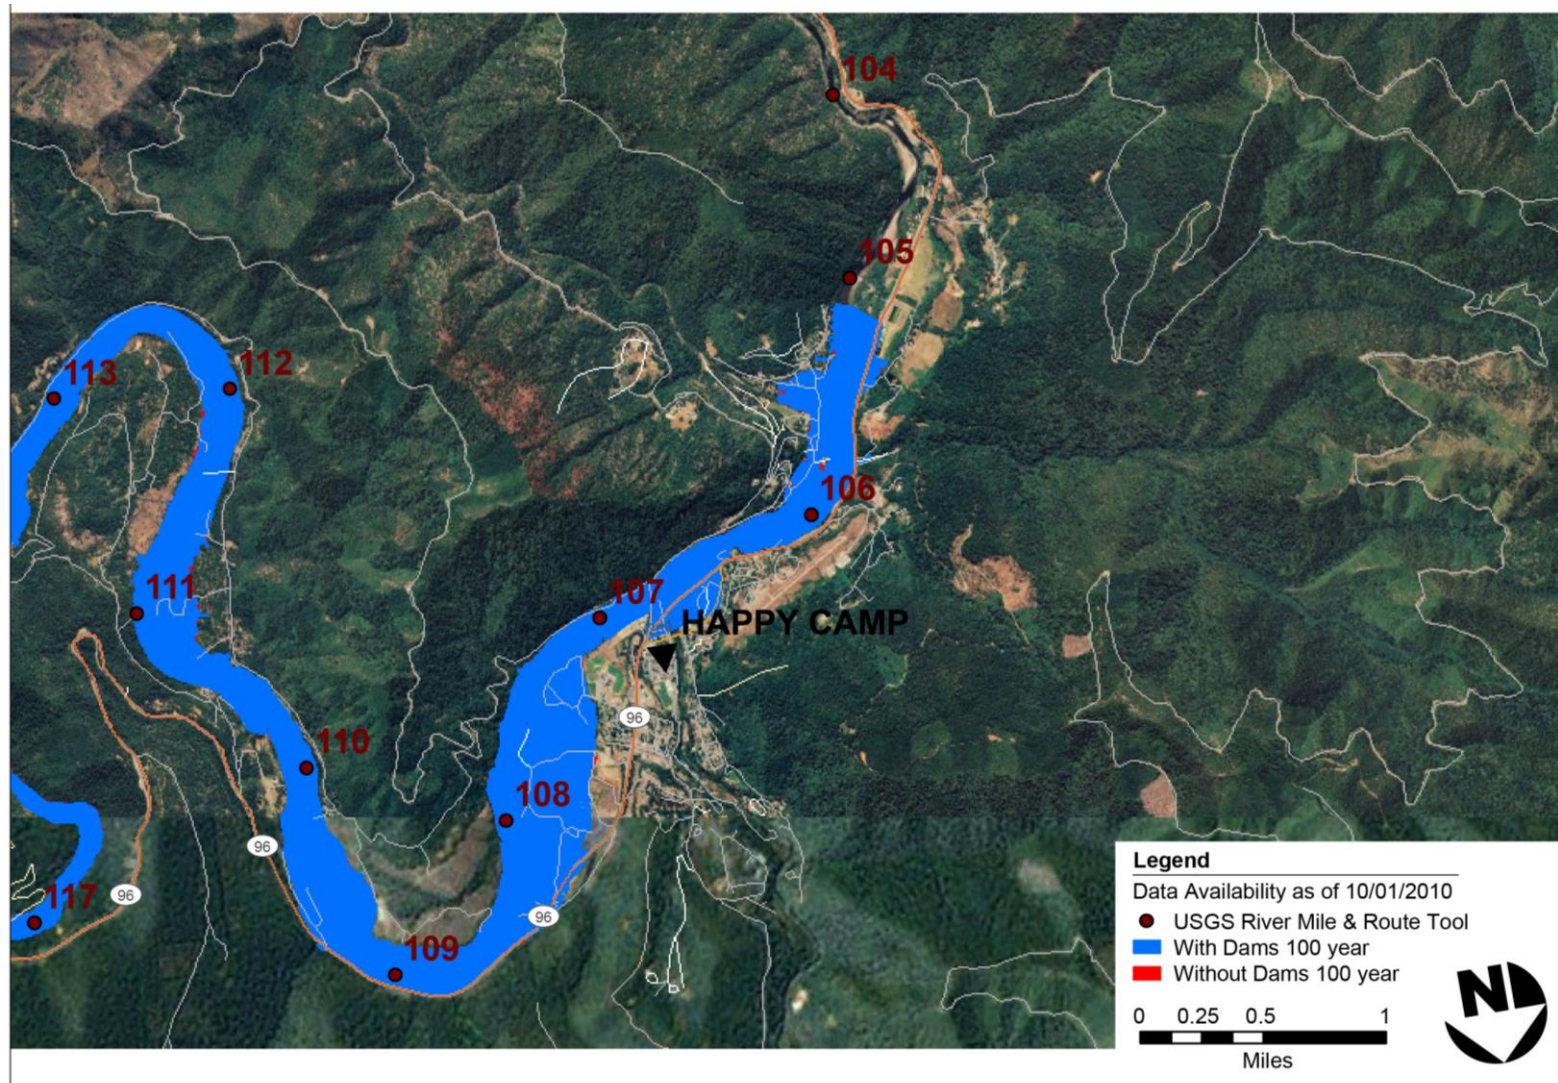 104
105
112
113
106
111
107
HAPPY CAMP
96
110
108
96
96
117
96
109
Legend
Data Availability as of 10/01/2010
USGS River Mile & Route Tool
With Dams 100 year
Without Dams 100 year
0 0.25 0.5 1
Miles
N